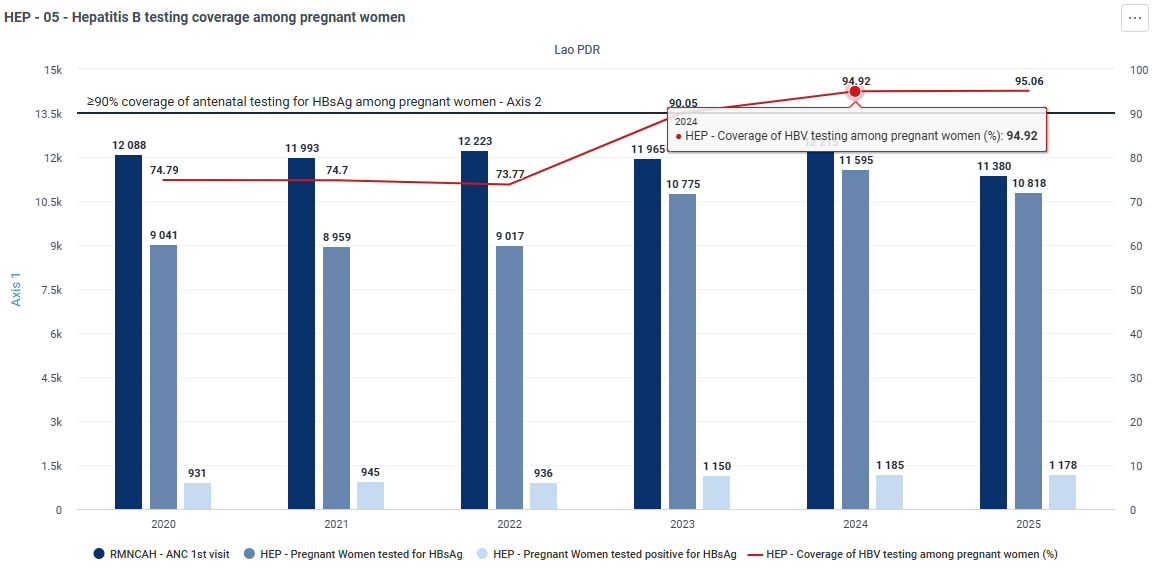 HEP - 05 - Hepatitis B testing coverage among pregnant women
Lao PDR
15k
13.5k
12k
10.5k
9k
7.5k
6k
4.5k
3k
1.5k
0
Axis 1
100
90
80
70
60
50
40
30
20
10
0
≥90% coverage of antenatal testing for HBsAg among pregnant women - Axis 2
12 088
74.79
9 041
931
11 993
74.7
8 959
945
12 223
73.77
9 017
936
90.05
11 965
10 775
1 150
94.92
2024
● HEP - Coverage of HBV testing among pregnant women (%): 94.92
11 595
1 185
95.06
11 380
10 818
1 178
2020
2021
2022
2023
2024
2025
RMNCAH - ANC 1st visit
HEP - Pregnant Women tested for HBsAg
HEP - Pregnant Women tested positive for HBsAg
HEP - Coverage of HBV testing among pregnant women (%)